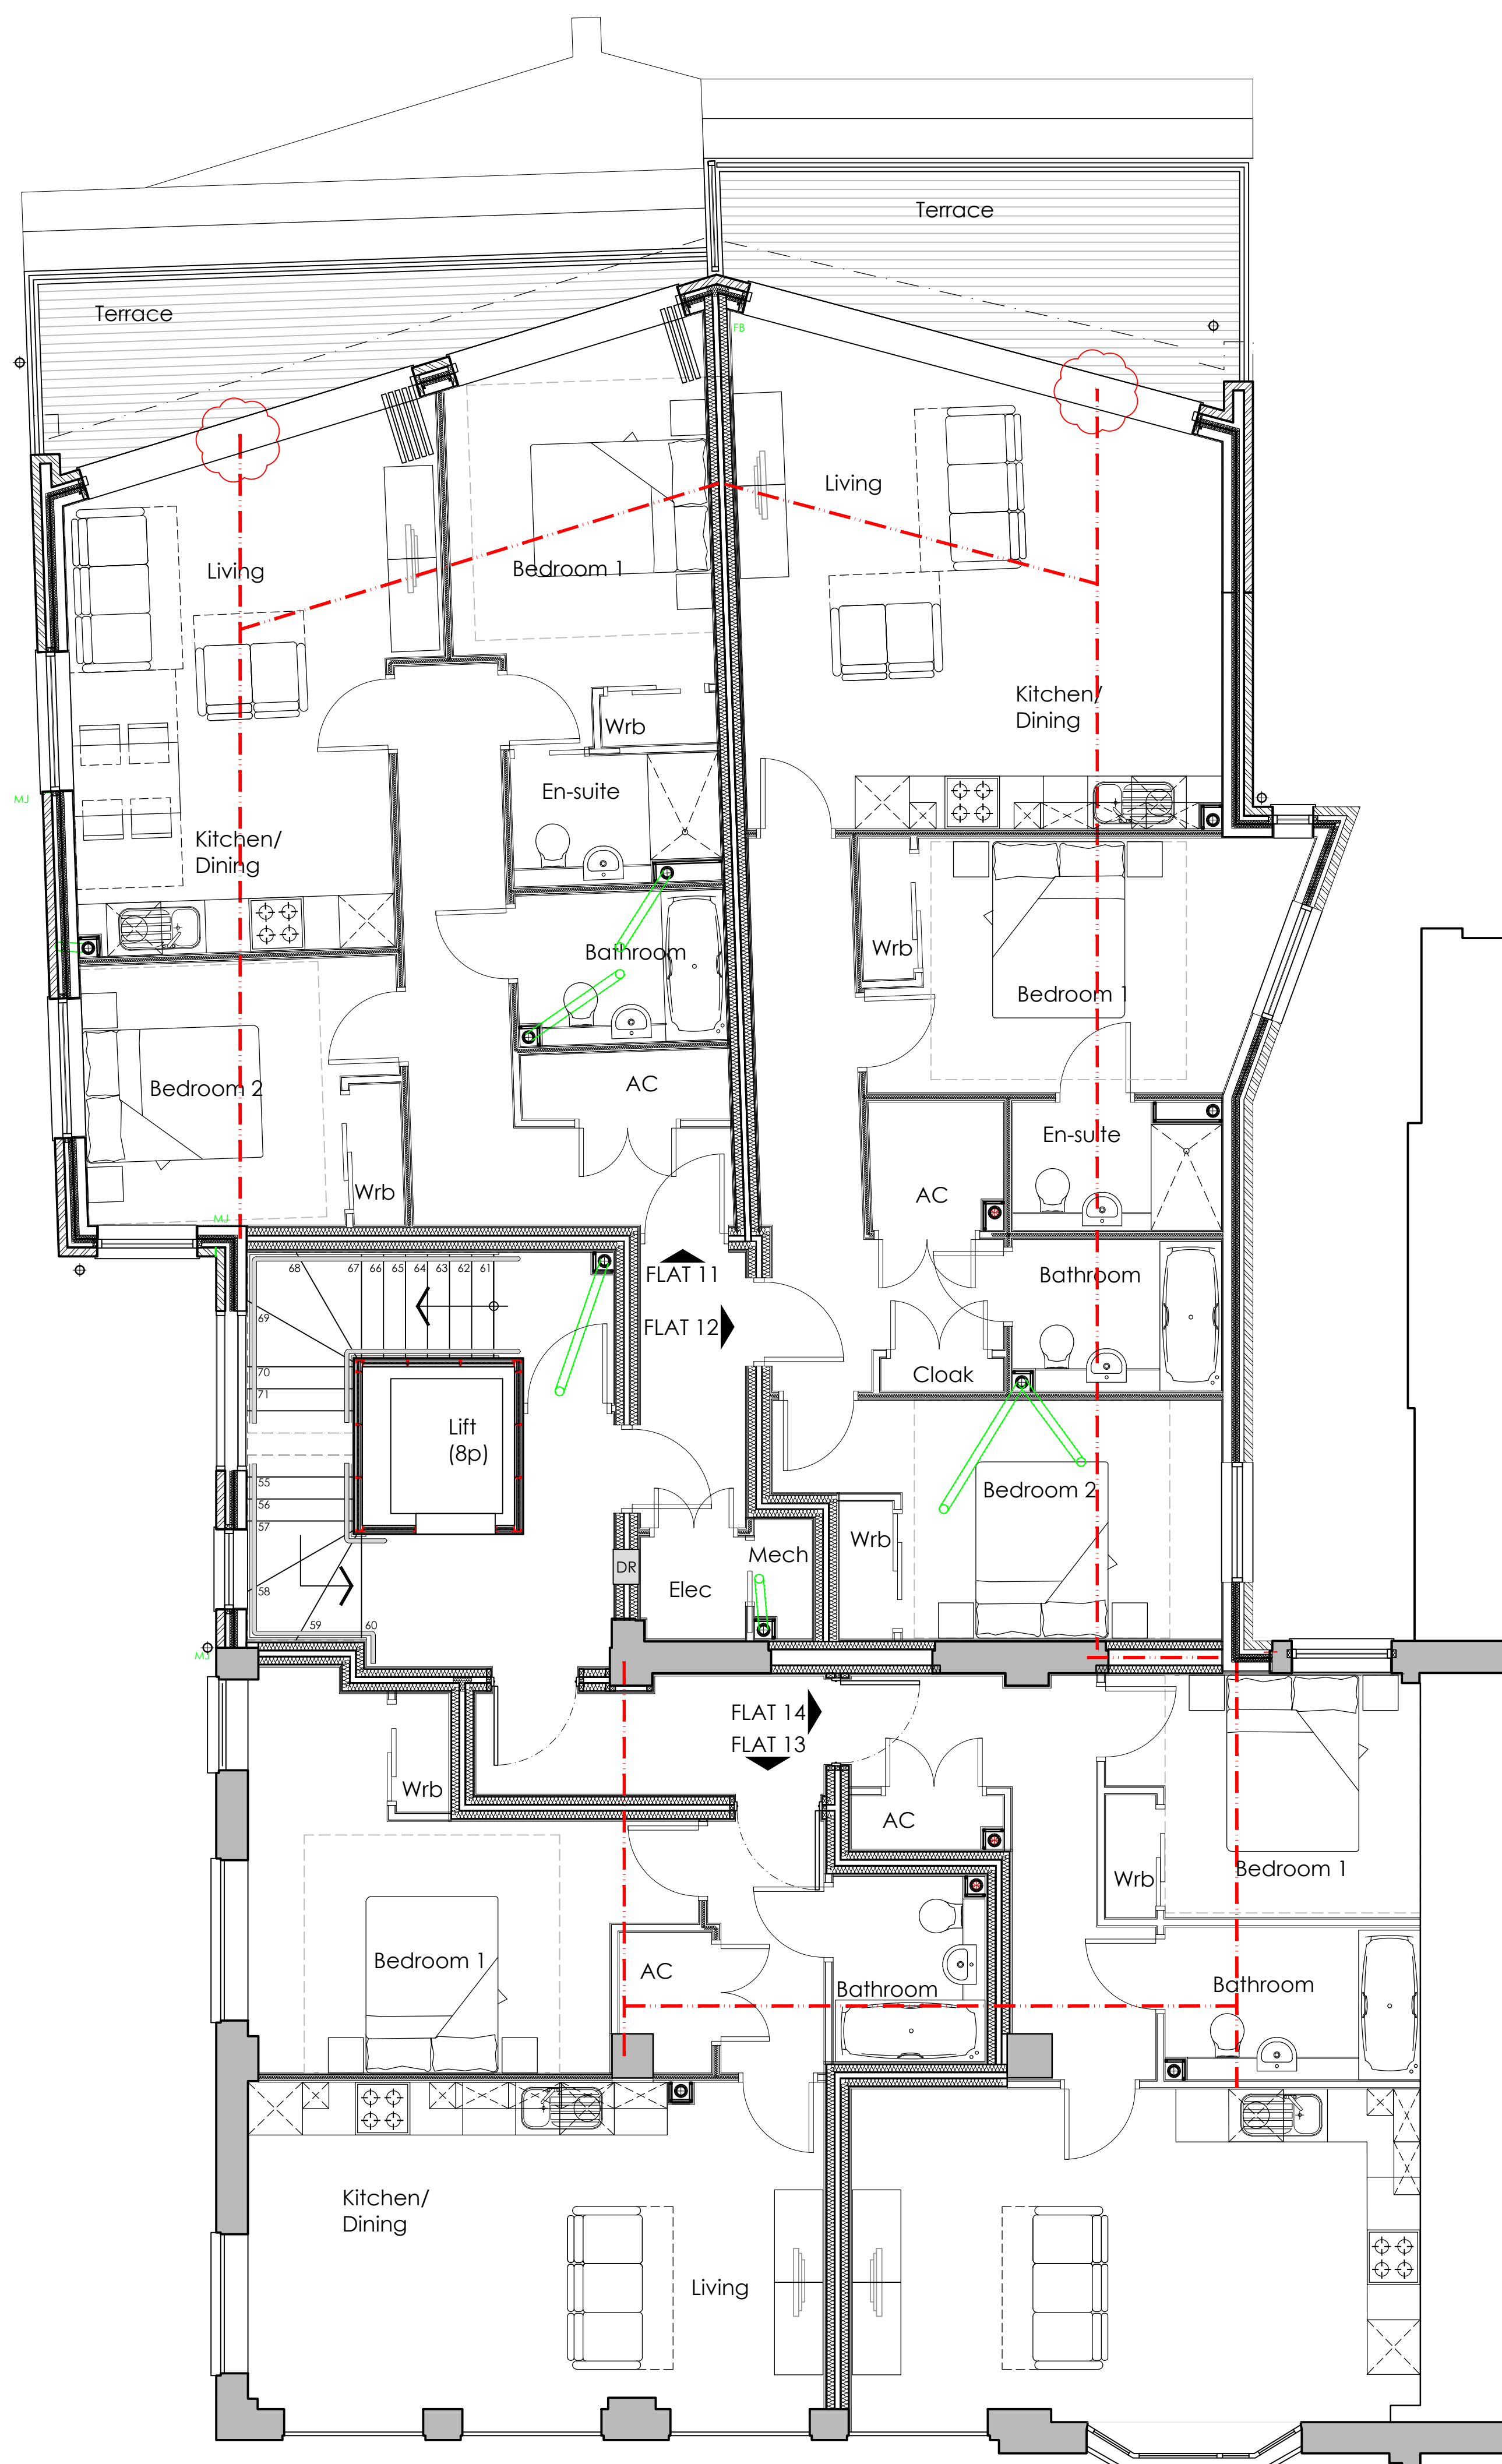 Terrace
Terrace
FB
Living
Living
Bedroom 1
Kitchen/
Dining
Wrb
En-suite
MJ
Kitchen/
Dining
Wrb
Bathroom
Bedroom 1
AC
Bedroom 2
En-suite
Wrb
AC
MJ
68
67
66
65
64
63
62
61
FLAT 11
Bathroom
69
FLAT 12
70
Cloak
71
Lift
(8p)
55
Bedroom 2
56
57
Wrb
Mech
DR
Elec
58
59
60
MJ
FLAT 14
FLAT 13
Wrb
AC
Bedroom 1
Wrb
Bedroom 1
AC
Bathroom
Bathroom
Kitchen/
Dining
Living